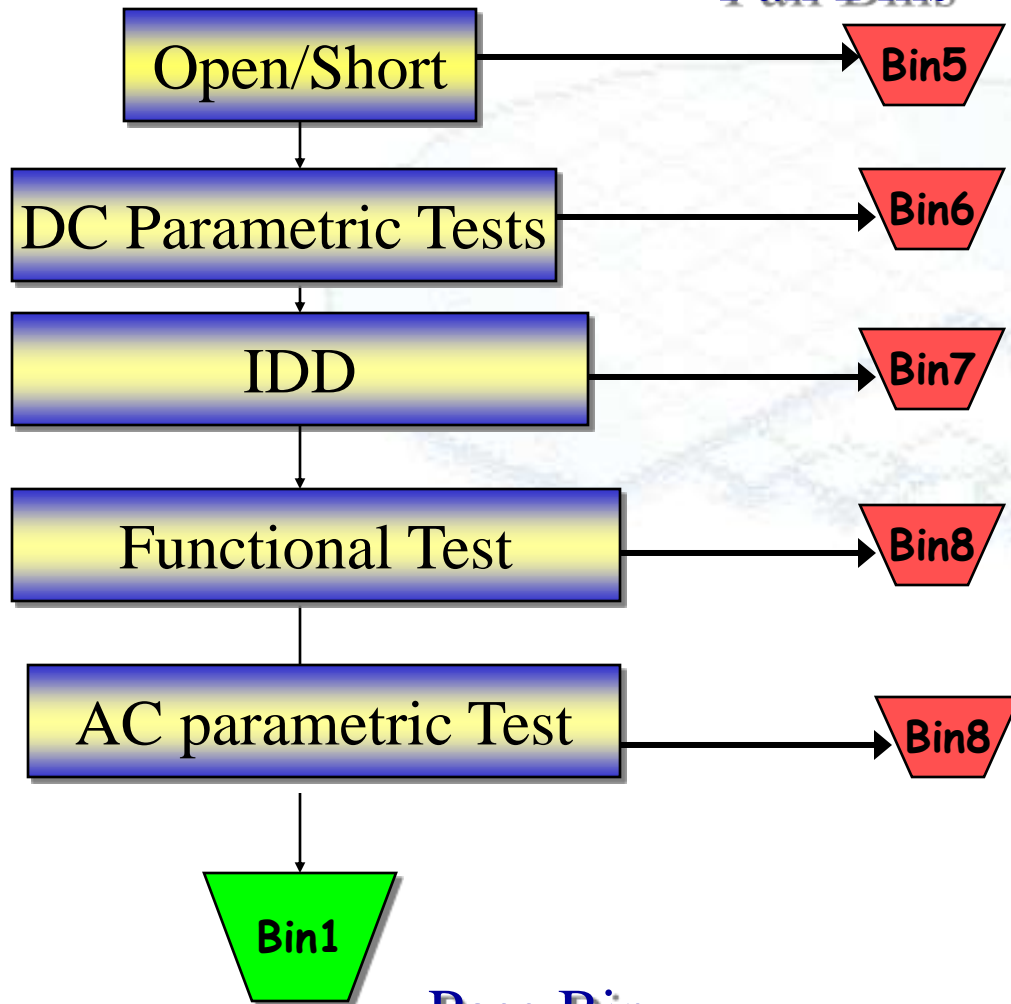 Open/Short
Bin5
DC Parametric Tests
Bin6
IDD
Bin7
Functional Test
Bin8
AC parametric Test
Bin8
Bin1